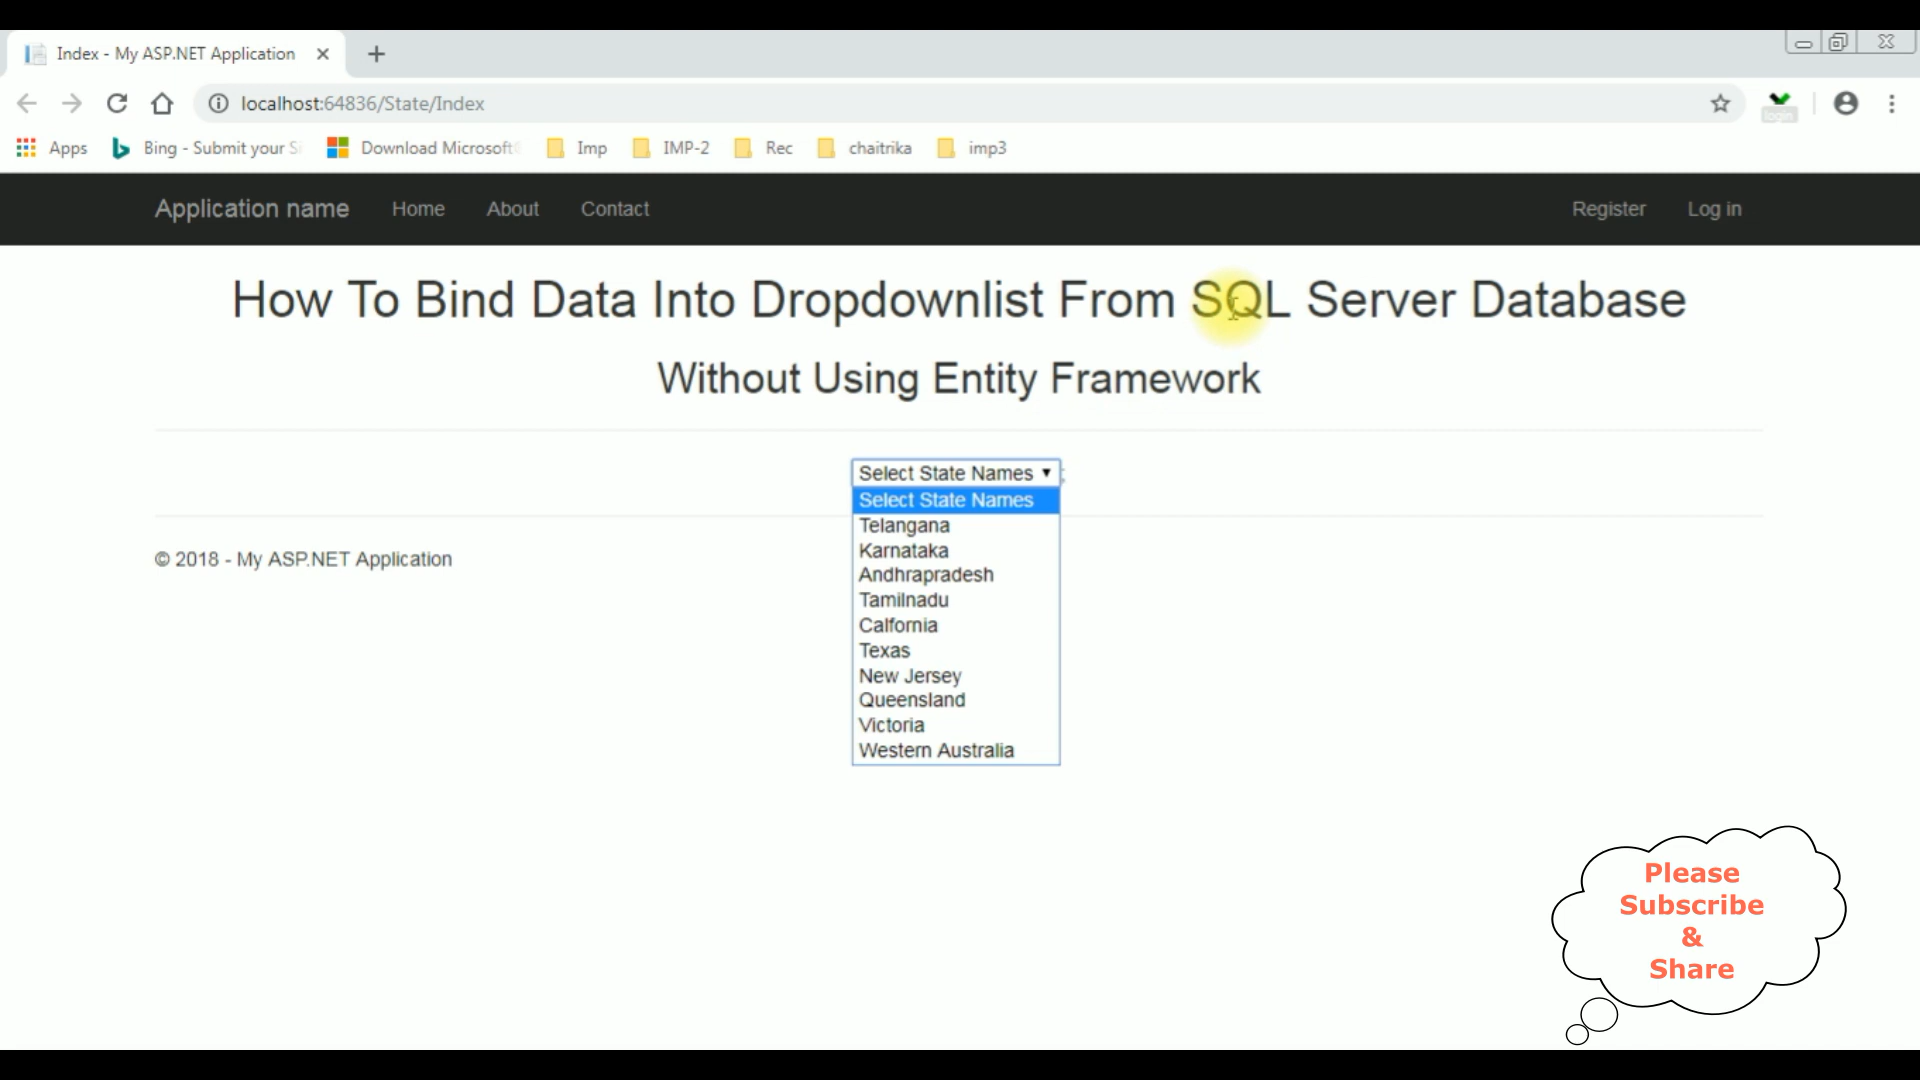 Index - My ASP.NET Application
localhost:64836/State/Index
Apps Bing - Submit your Si Download Microsoft Imp IMP-2 Rec chaitrika imp3
Application name Home About Contact Register Log in
How To Bind Data Into Dropdownlist From SQL Server Database
Without Using Entity Framework
Select State Names
Select State Names
Telangana
Karnataka
Andhrapradesh
Tamilnadu
Calfornia
Texas
New Jersey
Queensland
Victoria
Western Australia
© 2018 - My ASP.NET Application
Please
Subscribe
&
Share